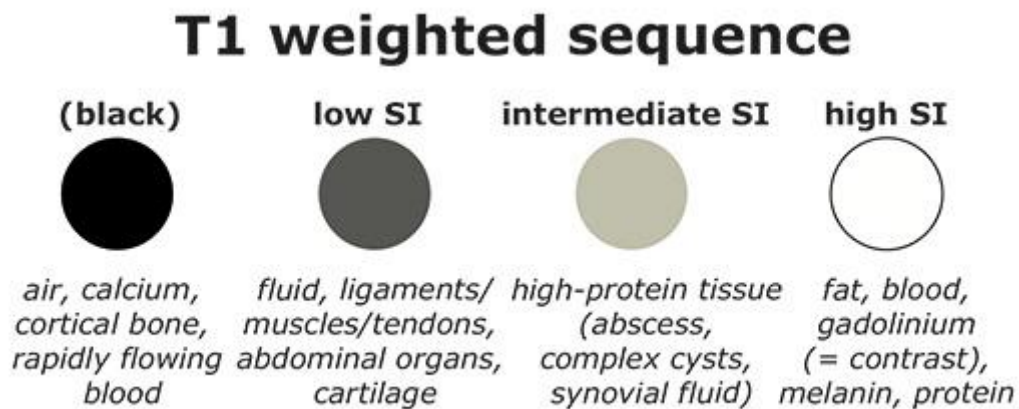 T1 weighted sequence
(black)
low SI
intermediate SI
high SI
air, calcium,
cortical bone,
rapidly flowing
blood
fluid, ligaments/
muscles/tendons,
abdominal organs,
cartilage
high-protein tissue
(abscess,
complex cysts,
synovial fluid)
fat, blood,
gadolinium
(= contrast),
melanin, protein